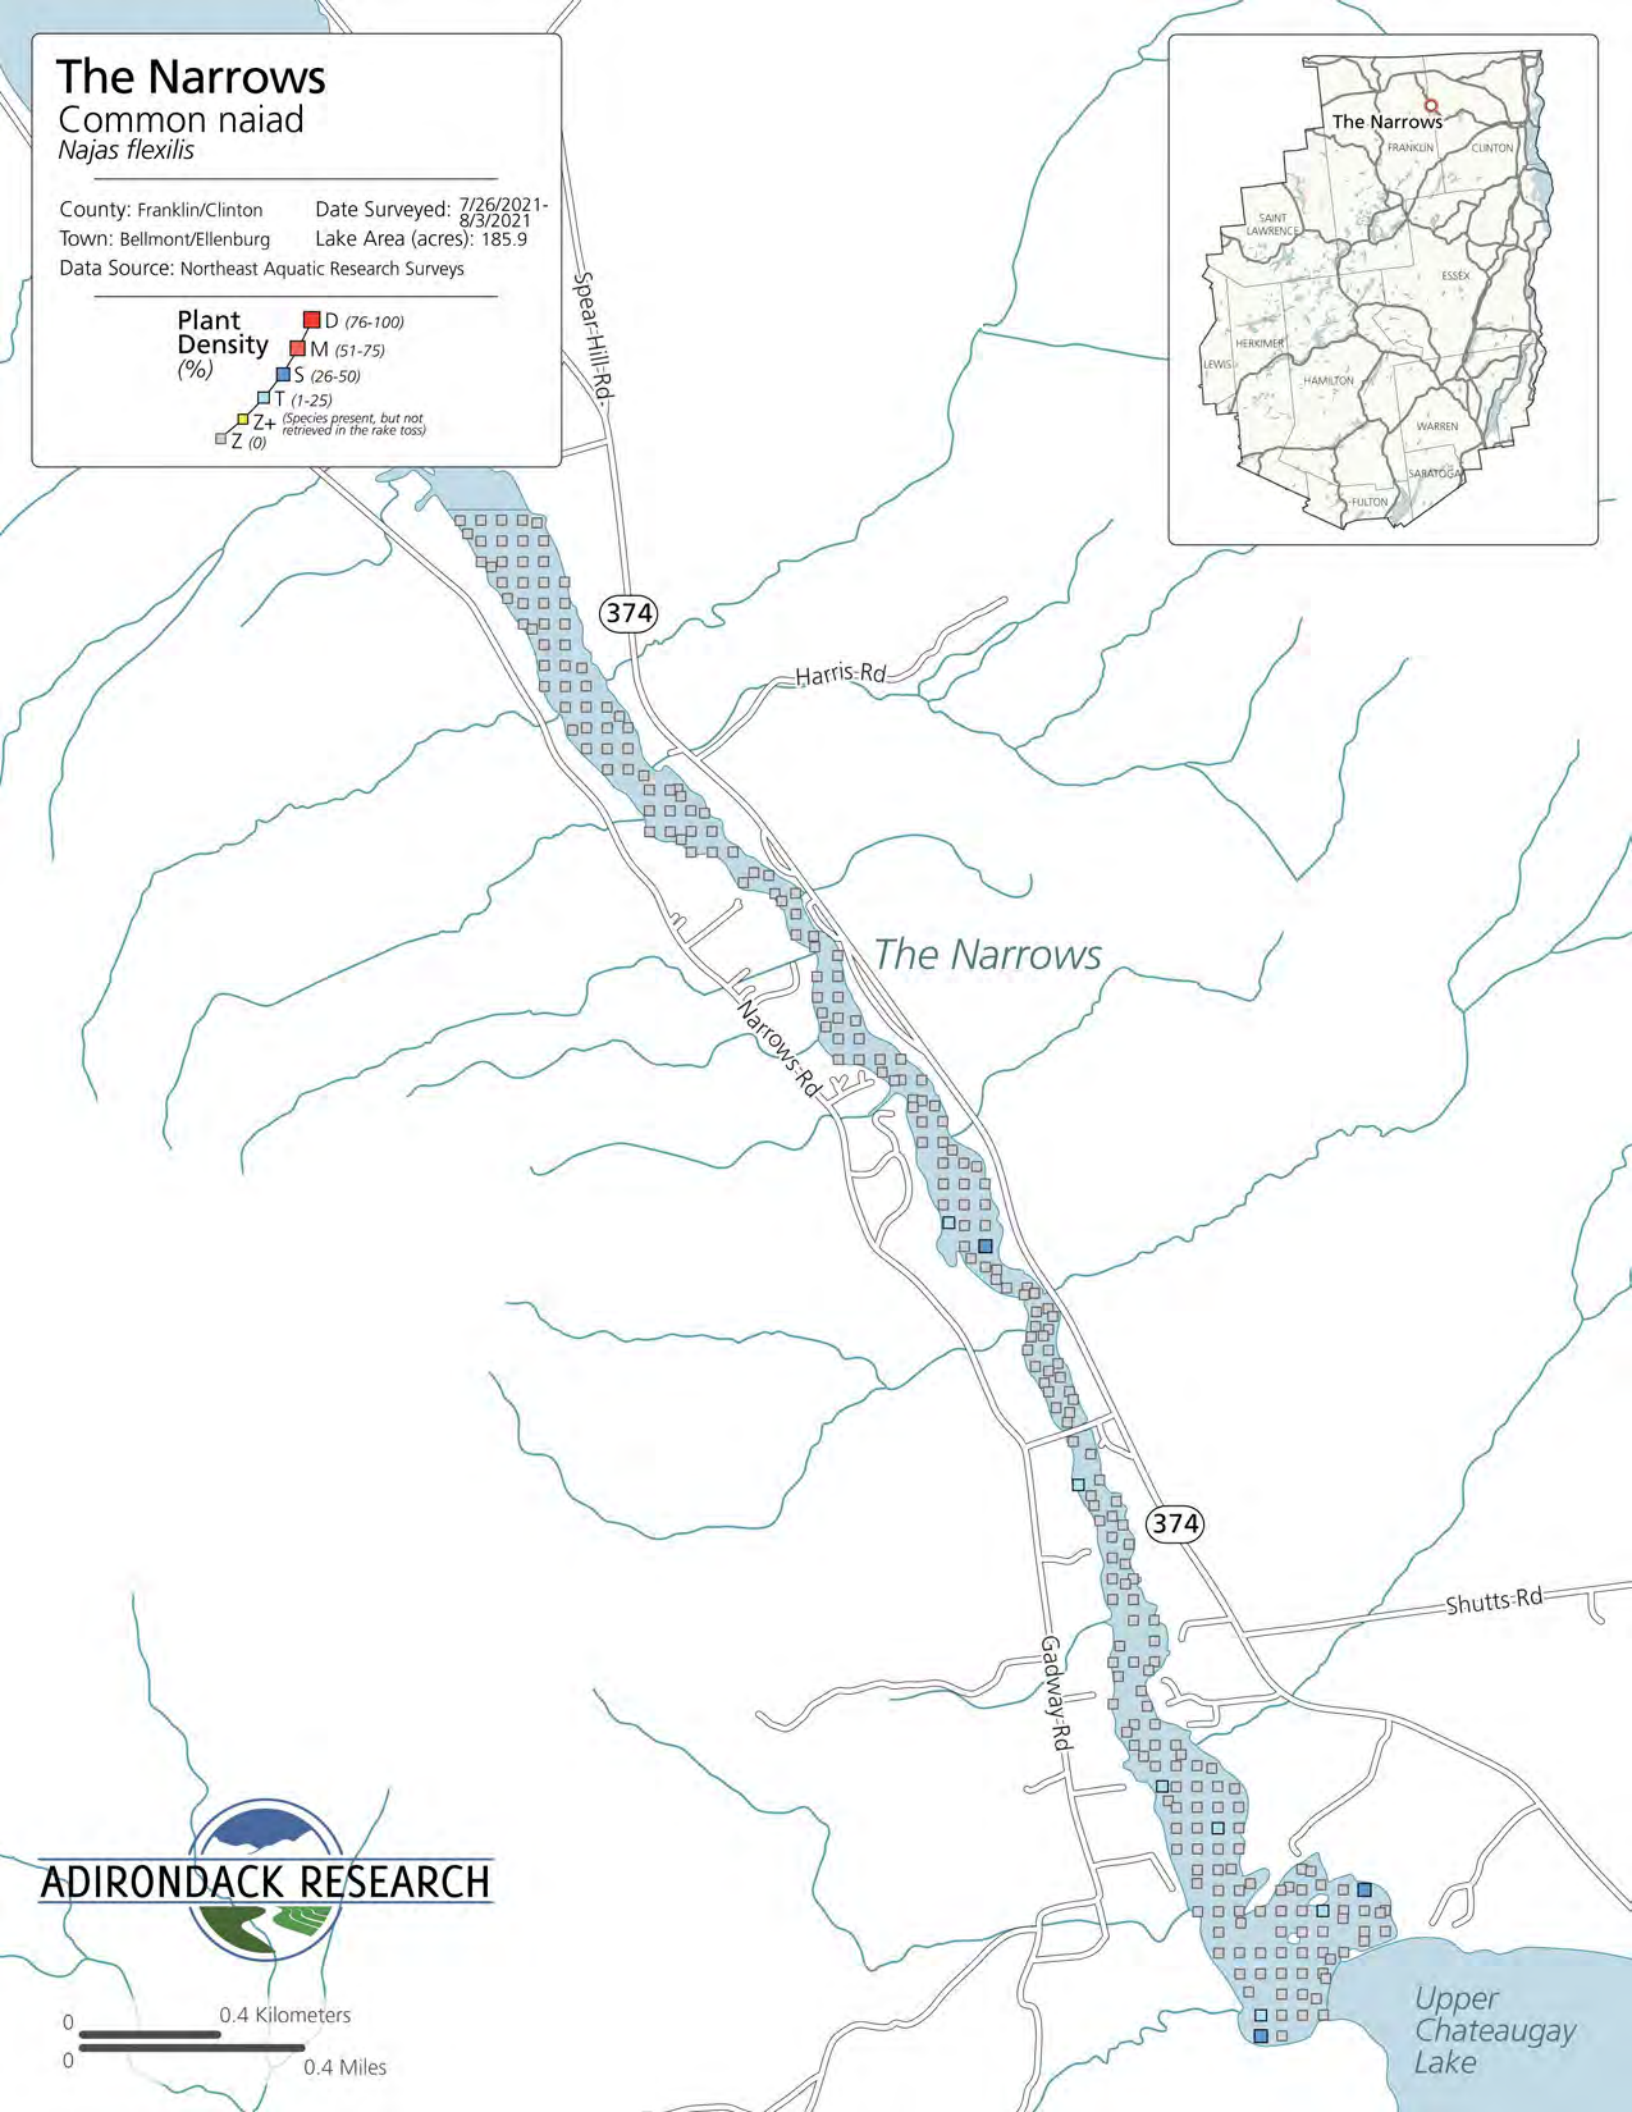 The Narrows
Common naiad
Najas flexilis
County: Franklin/Clinton
Date Surveyed: 7/26/2021-
8/3/2021
Town: Bellmont/Ellenburg
Lake Area (acres): 185.9
Data Source: Northeast Aquatic Research Surveys
Plant
Density
(%)
D (76-100)
M (51-75)
S (26-50)
T (1-25)
Z+ (Species present, but not
retrieved in the rake toss)
Z (0)
The Narrows
FRANKLIN
CLINTON
SAINT
LAWRENCE
ESSEX
HERKIMER
LEWIS
HAMILTON
WARREN
SARATOGA
FULTON
Spear-Hill-Rd-
374
Harris-Rd
The Narrows
Narrows-Rd
374
Shutts-Rd
Gadway-Rd
ADIRONDACK RESEARCH
0
0.4 Kilometers
0
0.4 Miles
Upper
Chateaugay
Lake